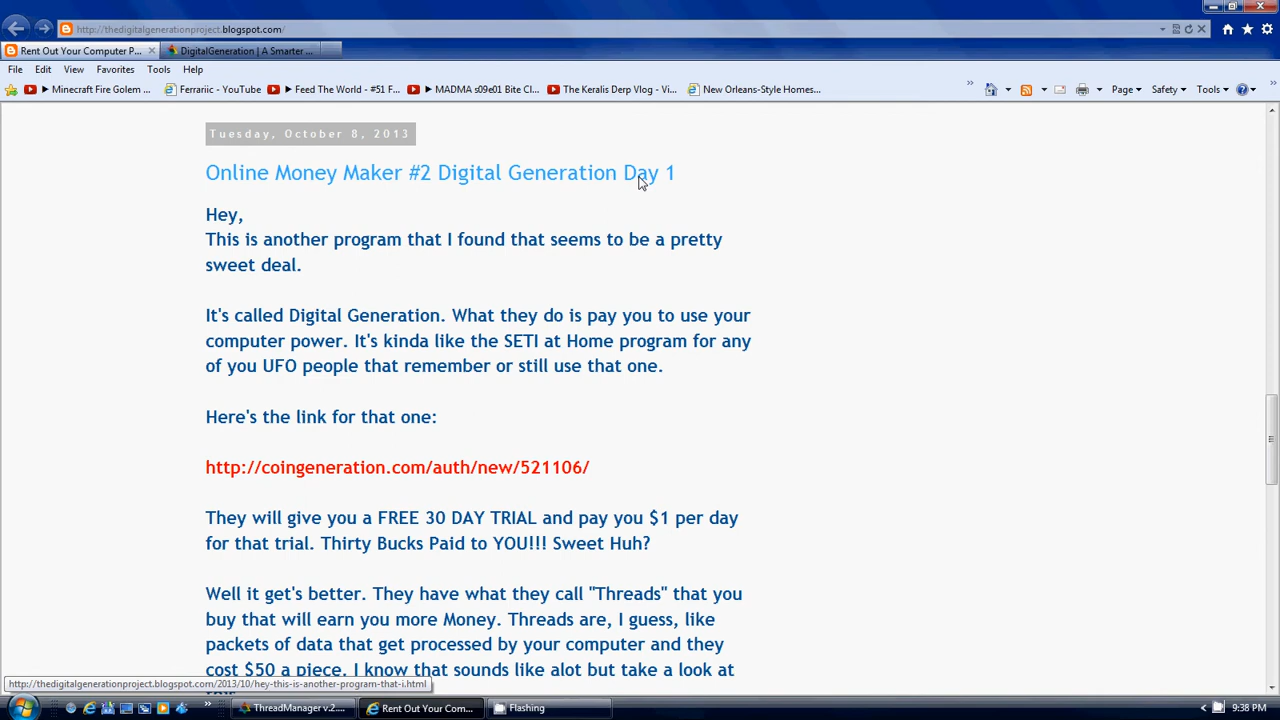 http://thedigitalgenerationproject.blogspot.com/
Rent Out Your Computer P...
DigitalGeneration | A Smarter ...
File Edit View Favorites Tools Help
Minecraft Fire Golem ... Ferrariic - YouTube Feed The World - #51 F... MADMA s09e01 Bite Cl... The Keralis Derp Vlog - Vi... New Orleans-Style Homes... Page Safety Tools
Tuesday, October 8, 2013
Online Money Maker #2 Digital Generation Day 1
Hey,
This is another program that I found that seems to be a pretty
sweet deal.
It's called Digital Generation. What they do is pay you to use your
computer power. It's kinda like the SETI at Home program for any
of you UFO people that remember or still use that one.
Here's the link for that one:
http://coingeneration.com/auth/new/521106/
They will give you a FREE 30 DAY TRIAL and pay you $1 per day
for that trial. Thirty Bucks Paid to YOU!!! Sweet Huh?
Well it get's better. They have what they call "Threads" that you
buy that will earn you more Money. Threads are, I guess, like
packets of data that get processed by your computer and they
cost $50 a piece. I know that sounds like alot but take a look at
http://thedigitalgenerationproject.blogspot.com/2013/10/hey-this-is-another-program-that-i.html
ThreadManager v.2.... Rent Out Your Com... Flashing 9:38 PM